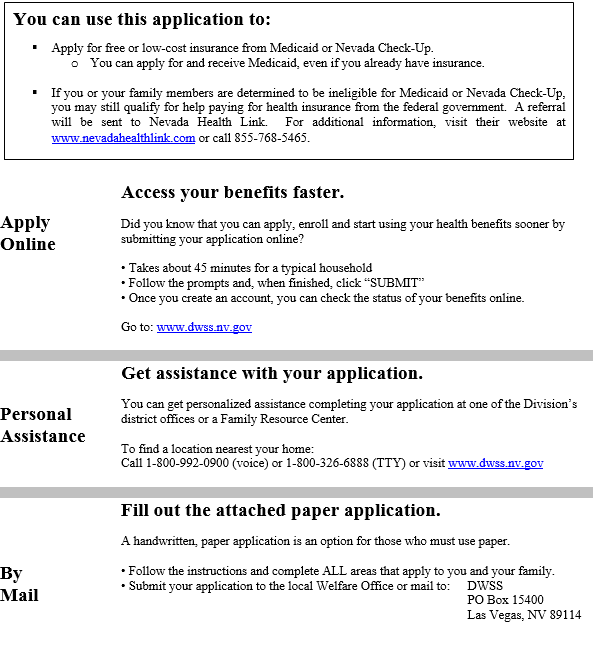 You can use this application to:
▪ Apply for free or low-cost insurance from Medicaid or Nevada Check-Up.
o You can apply for and receive Medicaid, even if you already have insurance.
▪ If you or your family members are determined to be ineligible for Medicaid or Nevada Check-Up,
you may still qualify for help paying for health insurance from the federal government. A referral
will be sent to Nevada Health Link. For additional information, visit their website at
www.nevadahealthlink.com or call 855-768-5465.
Apply
Online
Access your benefits faster.
Did you know that you can apply, enroll and start using your health benefits sooner by
submitting your application online?
• Takes about 45 minutes for a typical household
• Follow the prompts and, when finished, click “SUBMIT”
• Once you create an account, you can check the status of your benefits online.
Go to: www.dwss.nv.gov
Personal
Assistance
Get assistance with your application.
You can get personalized assistance completing your application at one of the Division’s
district offices or a Family Resource Center.
To find a location nearest your home:
Call 1-800-992-0900 (voice) or 1-800-326-6888 (TTY) or visit www.dwss.nv.gov
By
Mail
Fill out the attached paper application.
A handwritten, paper application is an option for those who must use paper.
• Follow the instructions and complete ALL areas that apply to you and your family.
• Submit your application to the local Welfare Office or mail to: DWSS
PO Box 15400
Las Vegas, NV 89114